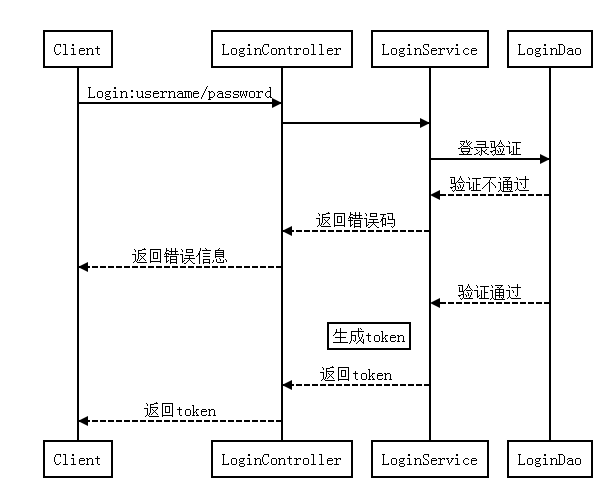 Client LoginController LoginService LoginDao
Login:username/password
登录验证
验证不通过
返回错误码
返回错误信息
验证通过
生成token
返回token
返回token
Client LoginController LoginService LoginDao